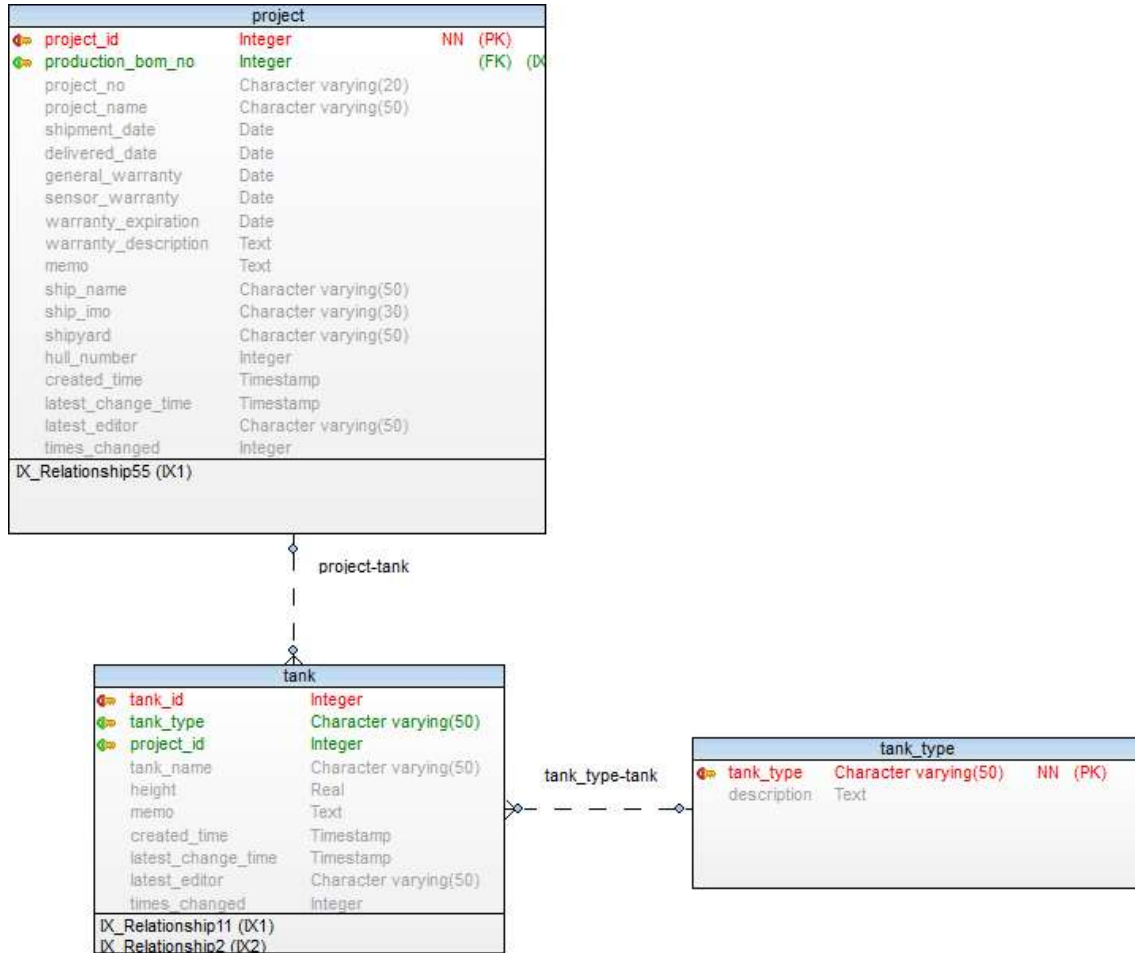 project
project_id Integer NN (PK)
production_bom_no Integer (FK) (IX
project_no Character varying(20)
project_name Character varying(50)
shipment_date Date
delivered_date Date
general_warranty Date
sensor_warranty Date
warranty_expiration Date
warranty_description Text
memo Text
ship_name Character varying(50)
ship_imo Character varying(30)
shipyard Character varying(50)
hull_number Integer
created_time Timestamp
latest_change_time Timestamp
latest_editor Character varying(50)
times_changed Integer
IX_Relationship55 (IX1)
project-tank
tank
tank_id Integer
tank_type Character varying(50)
project_id Integer
tank_name Character varying(50)
height Real
memo Text
created_time Timestamp
latest_change_time Timestamp
latest_editor Character varying(50)
times_changed Integer
IX_Relationship11 (IX1)
IX_Relationship2 (IX2)
tank_type-tank
tank_type
tank_type Character varying(50) NN (PK)
description Text